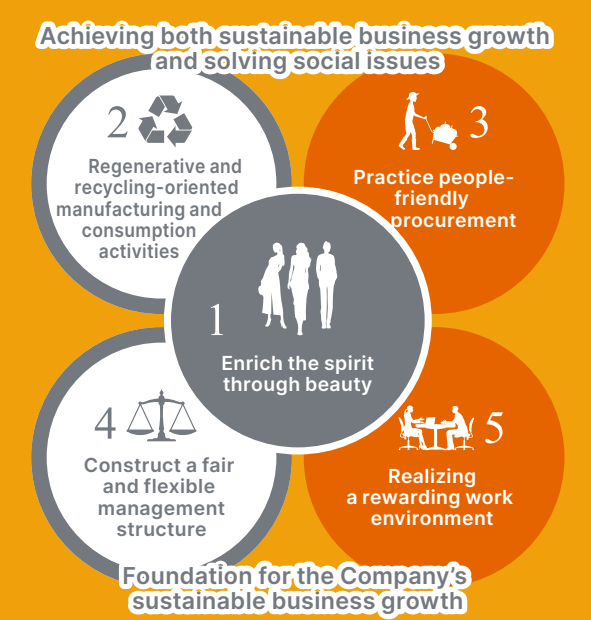 Achieving both sustainable business growth
and solving social issues
2
Regenerative and
recycling-oriented
manufacturing and
consumption
activities
3
Practice people-
friendly
procurement
1
Enrich the spirit
through beauty
4
Construct a fair
and flexible
management
structure
5
Realizing
a rewarding work
environment
Foundation for the Company’s
sustainable business growth